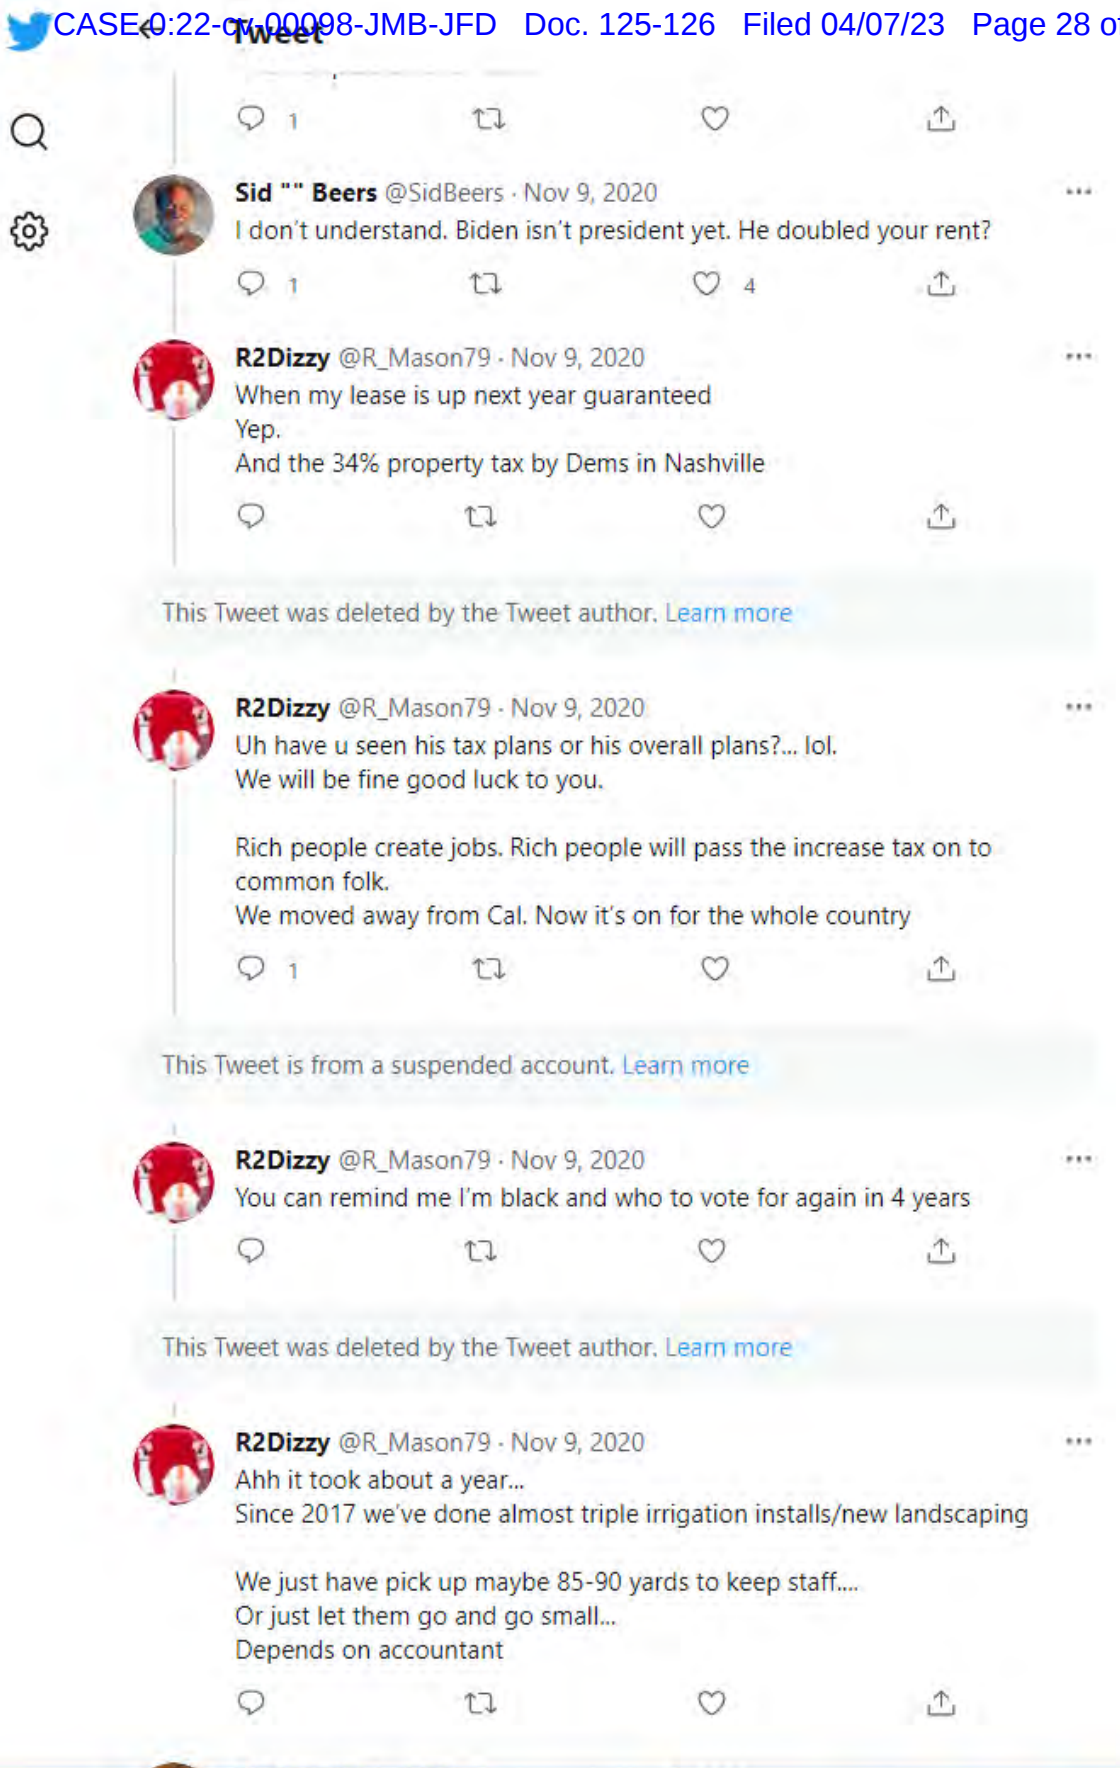 CASE 0:22-cv-00098-JMB-JFD Doc. 125-126 Filed 04/07/23 Page 28 o
Tweet
1
Sid "" Beers @SidBeers · Nov 9, 2020
I don't understand. Biden isn't president yet. He doubled your rent?
1 4
R2Dizzy @R_Mason79 · Nov 9, 2020
When my lease is up next year guaranteed
Yep.
And the 34% property tax by Dems in Nashville
This Tweet was deleted by the Tweet author. Learn more
R2Dizzy @R_Mason79 · Nov 9, 2020
Uh have u seen his tax plans or his overall plans?... lol.
We will be fine good luck to you.
Rich people create jobs. Rich people will pass the increase tax on to
common folk.
We moved away from Cal. Now it's on for the whole country
1
This Tweet is from a suspended account. Learn more
R2Dizzy @R_Mason79 · Nov 9, 2020
You can remind me I'm black and who to vote for again in 4 years
This Tweet was deleted by the Tweet author. Learn more
R2Dizzy @R_Mason79 · Nov 9, 2020
Ahh it took about a year...
Since 2017 we've done almost triple irrigation installs/new landscaping
We just have pick up maybe 85-90 yards to keep staff....
Or just let them go and go small...
Depends on accountant